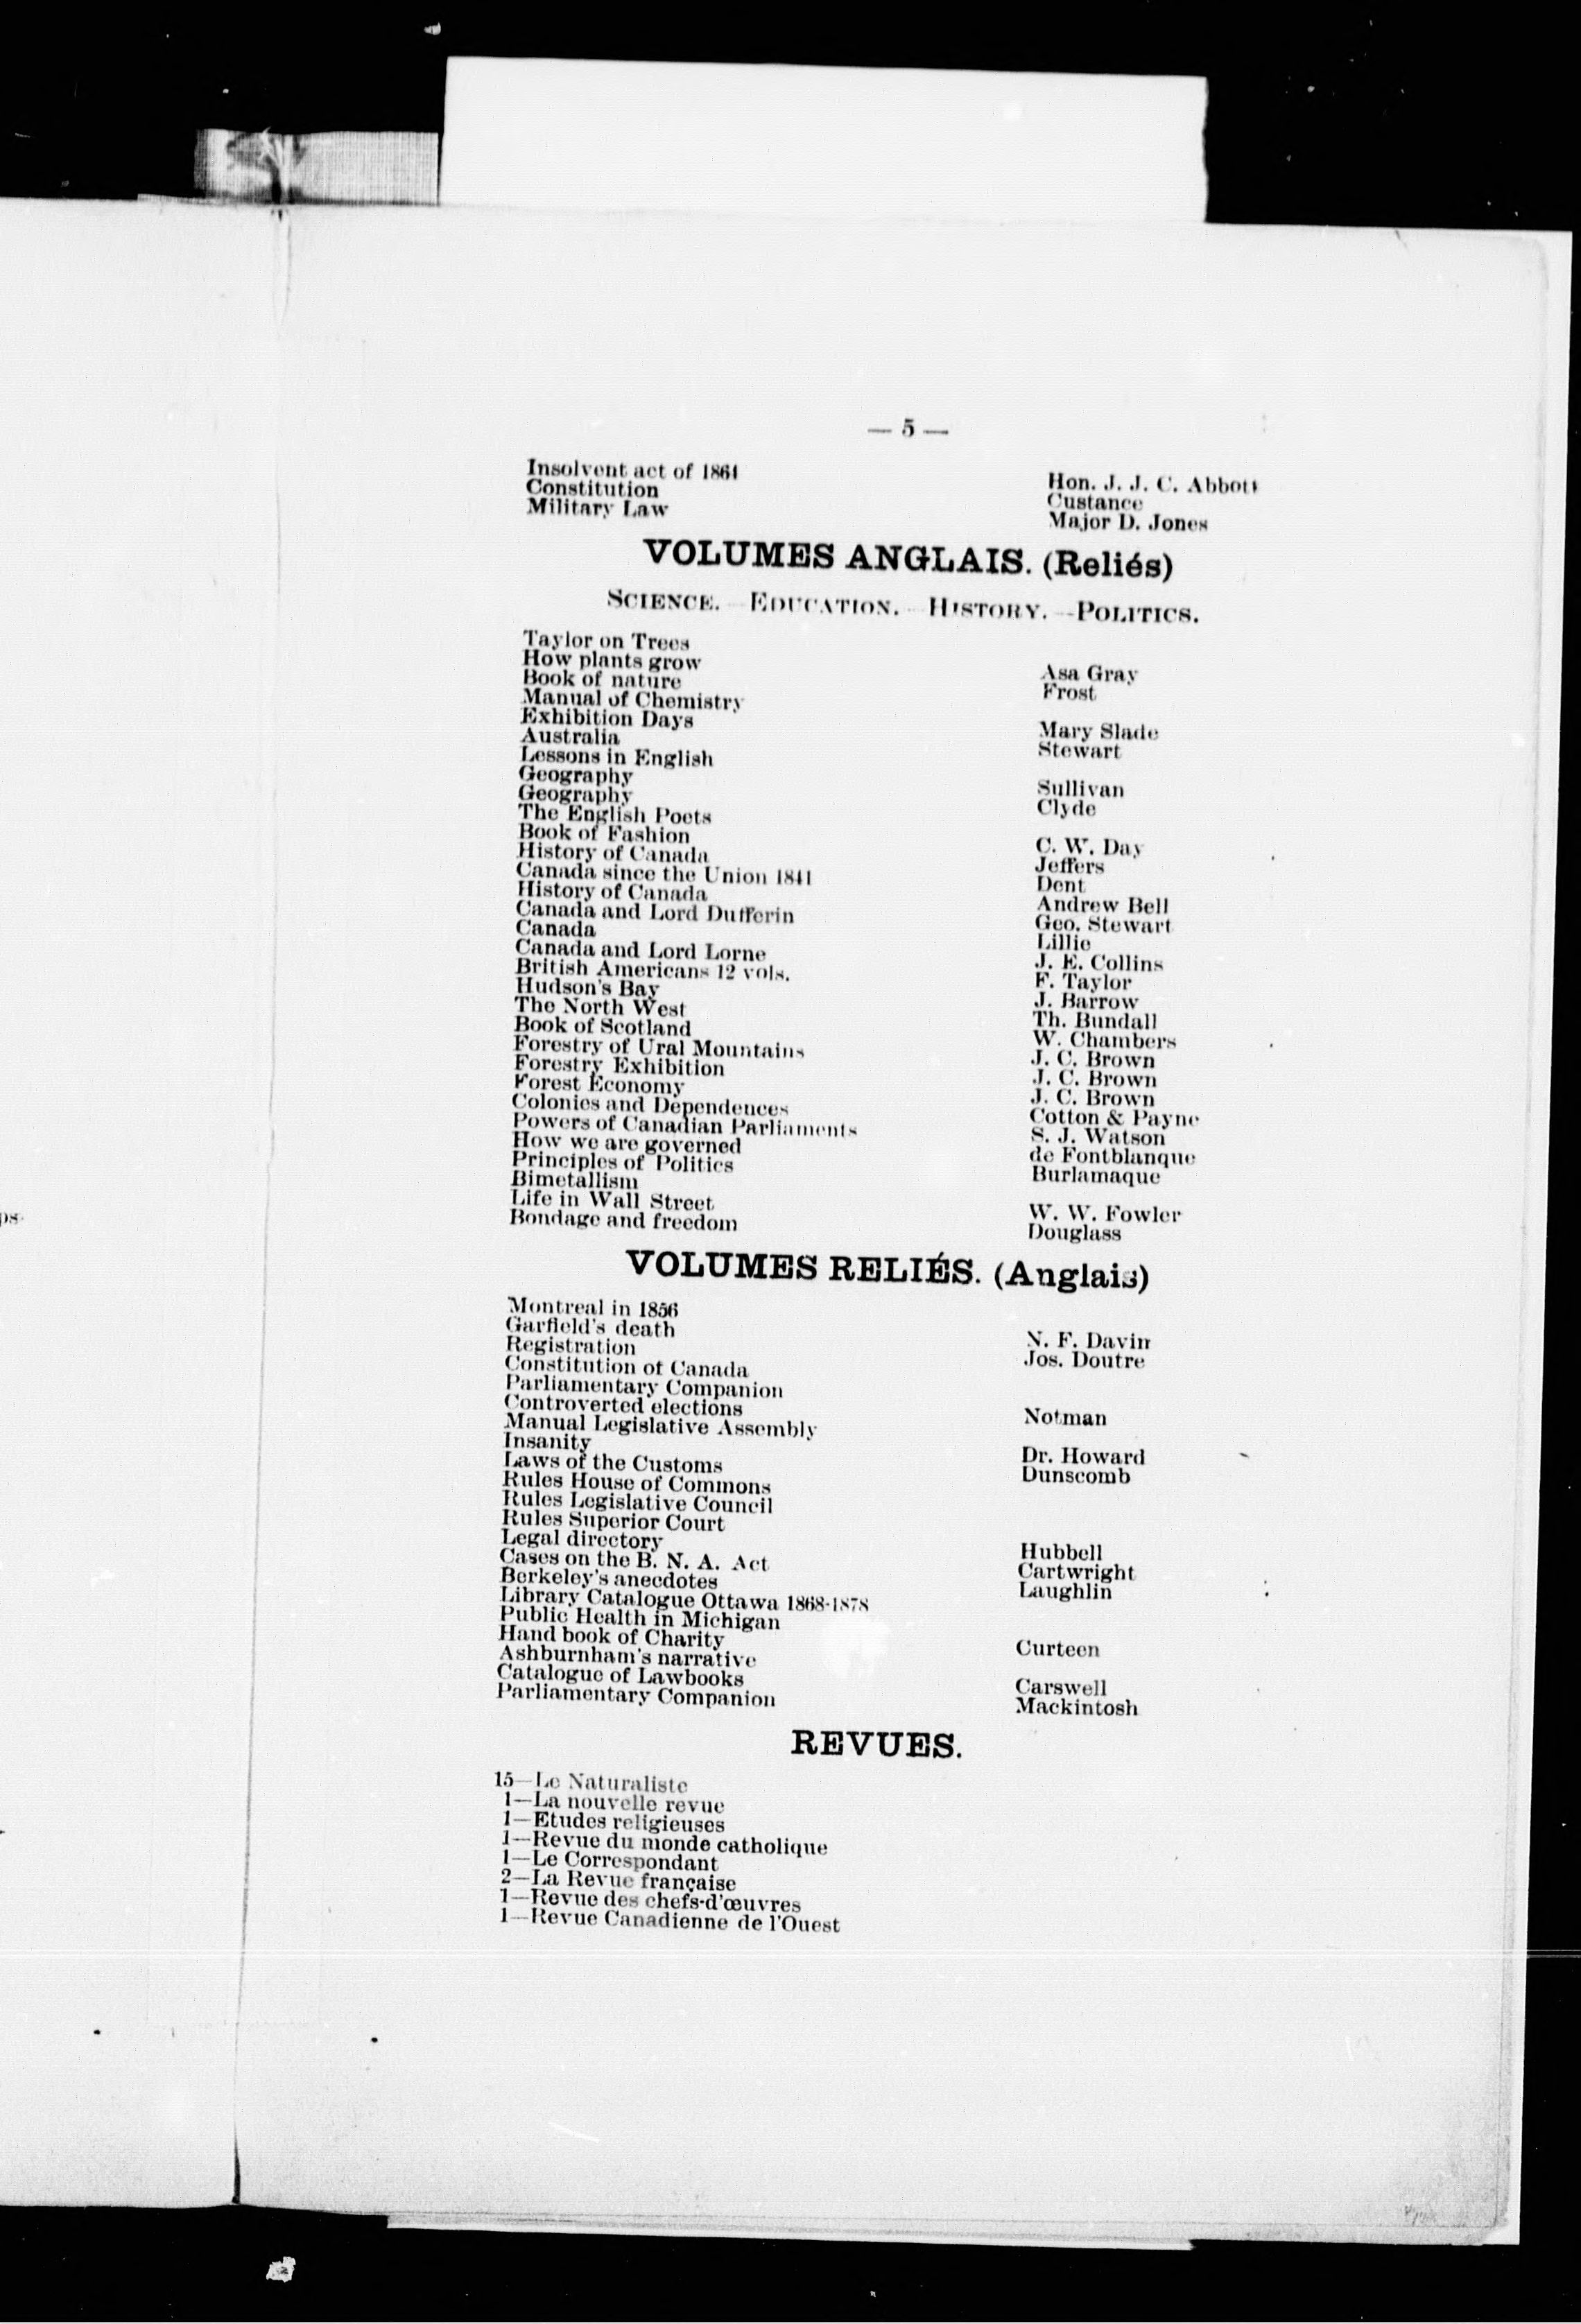 — 5 —
Insolvent act of 1864 Hon. J. J. C. Abbott
Constitution Custance
Military Law Major D. Jones
VOLUMES ANGLAIS. (Reliés)
SCIENCE.—EDUCATION.—HISTORY.—POLITICS.
Taylor on Trees
How plants grow Asa Gray
Book of nature Frost
Manual of Chemistry
Exhibition Days Mary Slade
Australia Stewart
Lessons in English
Geography Sullivan
Geography Clyde
The English Poets
Book of Fashion C. W. Day
History of Canada Jeffers
Canada since the Union 1841 Dent
History of Canada Andrew Bell
Canada and Lord Dufferin Geo. Stewart
Canada Lillie
Canada and Lord Lorne J. E. Collins
British Americans 12 vols. F. Taylor
Hudson's Bay J. Barrow
The North West Th. Bundall
Book of Scotland W. Chambers
Forestry of Ural Mountains J. C. Brown
Forestry Exhibition J. C. Brown
Forest Economy J. C. Brown
Colonies and Dependences Cotton & Payne
Powers of Canadian Parliaments S. J. Watson
How we are governed de Fontblanque
Principles of Politics Burlamaque
Bimetallism
Life in Wall Street W. W. Fowler
Bondage and freedom Douglass
VOLUMES RELIÉS. (Anglais)
Montreal in 1856
Garfield's death N. F. Davin
Registration Jos. Doutre
Constitution of Canada
Parliamentary Companion
Controverted elections Notman
Manual Legislative Assembly
Insanity Dr. Howard
Laws of the Customs Dunscomb
Rules House of Commons
Rules Legislative Council
Rules Superior Court
Legal directory Hubbell
Cases on the B. N. A. Act Cartwright
Berkeley's anecdotes Laughlin
Library Catalogue Ottawa 1868-1878
Public Health in Michigan
Hand book of Charity Curteen
Ashburnham's narrative
Catalogue of Lawbooks Carswell
Parliamentary Companion Mackintosh
REVUES.
15—Le Naturaliste
1—La nouvelle revue
1—Etudes religieuses
1—Revue du monde catholique
1—Le Correspondant
2—La Revue française
1—Revue des chefs-d'œuvres
1—Revue Canadienne de l'Ouest